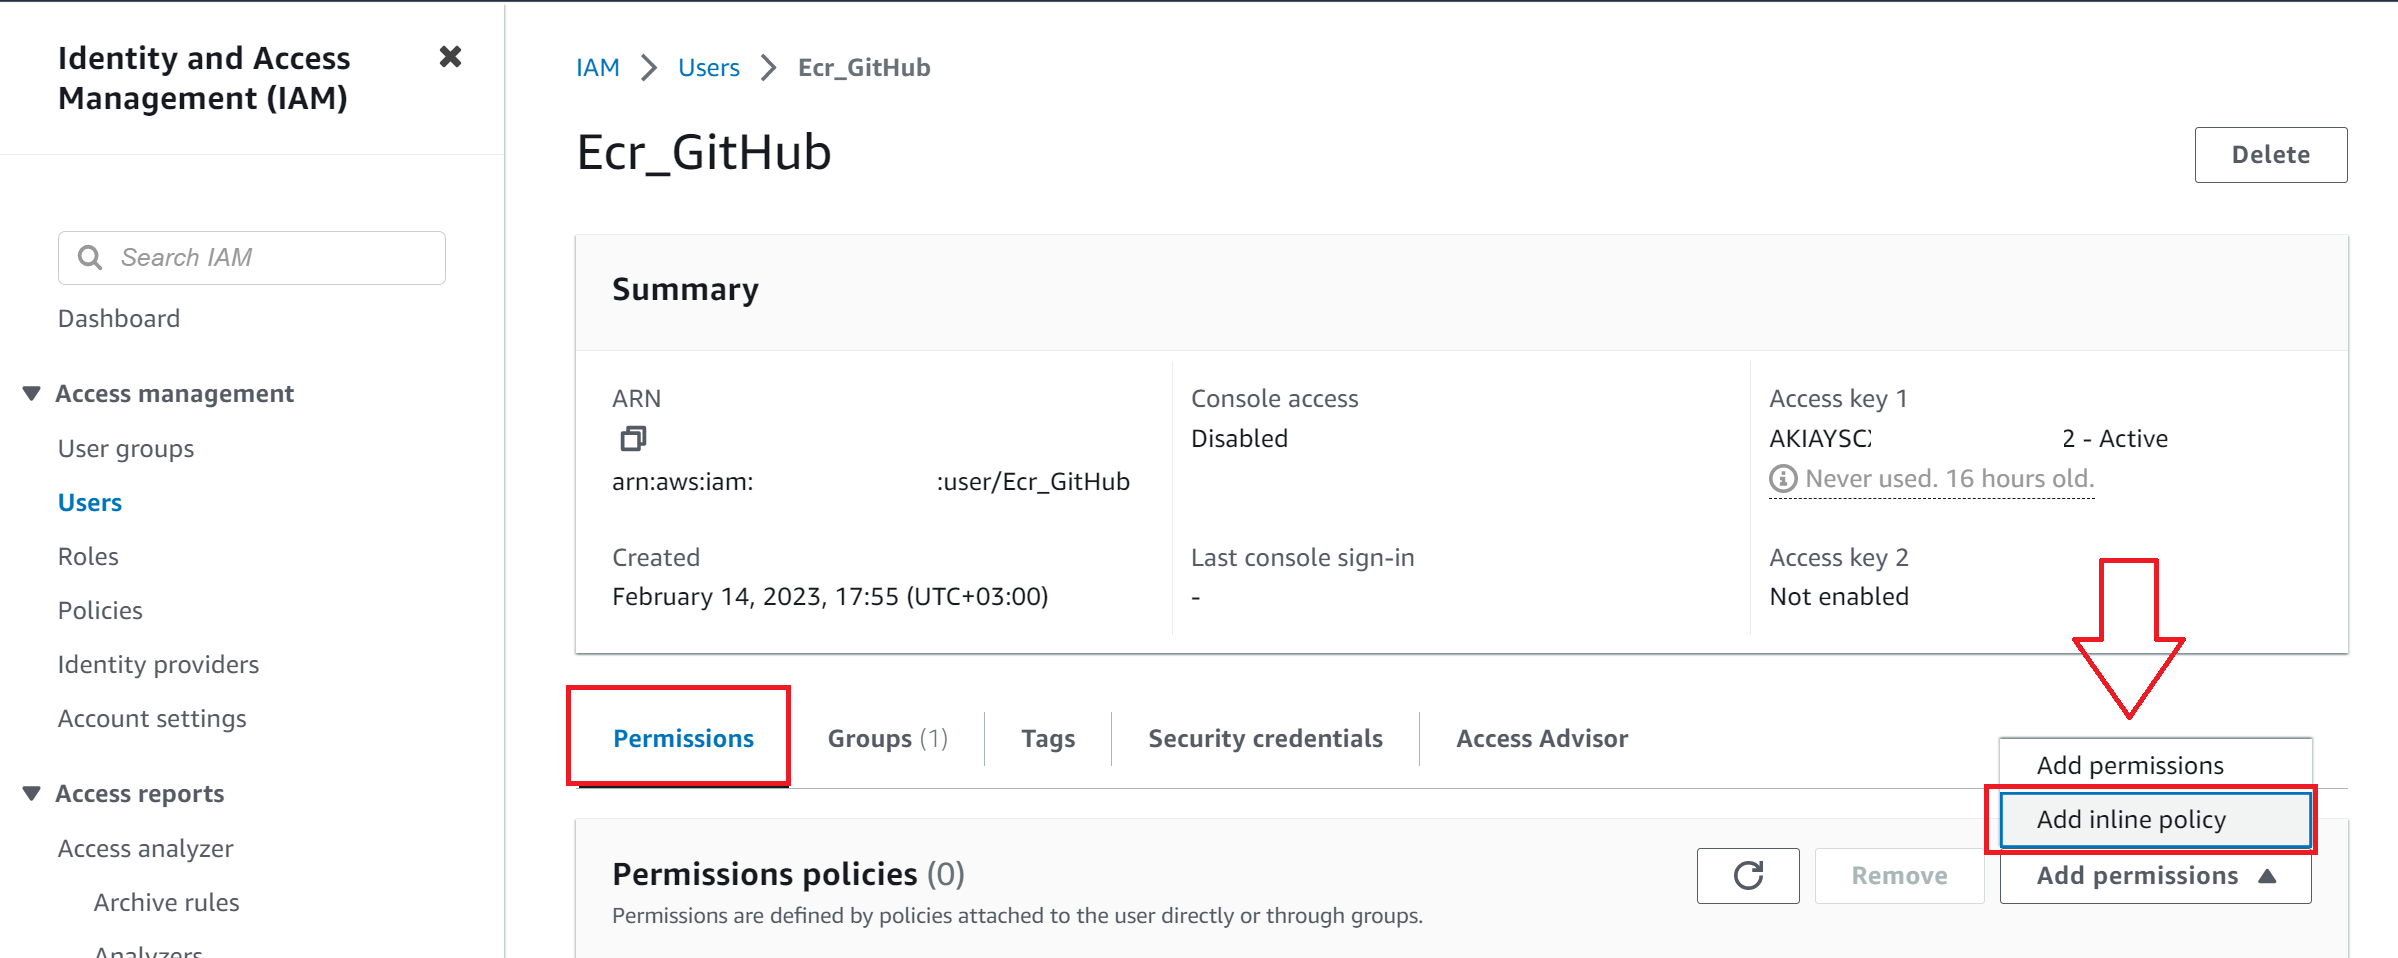 Identity and Access
Management (IAM)
Search IAM
Dashboard
Access management
User groups
Users
Roles
Policies
Identity providers
Account settings
Access reports
Access analyzer
Archive rules
Analyzers
IAM > Users > Ecr_GitHub
Ecr_GitHub
Delete
Summary
ARN
arn:aws:iam: :user/Ecr_GitHub
Created
February 14, 2023, 17:55 (UTC+03:00)
Console access
Disabled
Last console sign-in
-
Access key 1
AKIAYSC 2 - Active
Never used. 16 hours old.
Access key 2
Not enabled
Permissions
Groups (1)
Tags
Security credentials
Access Advisor
Add permissions
Add inline policy
Permissions policies (0)
Permissions are defined by policies attached to the user directly or through groups.
Remove
Add permissions